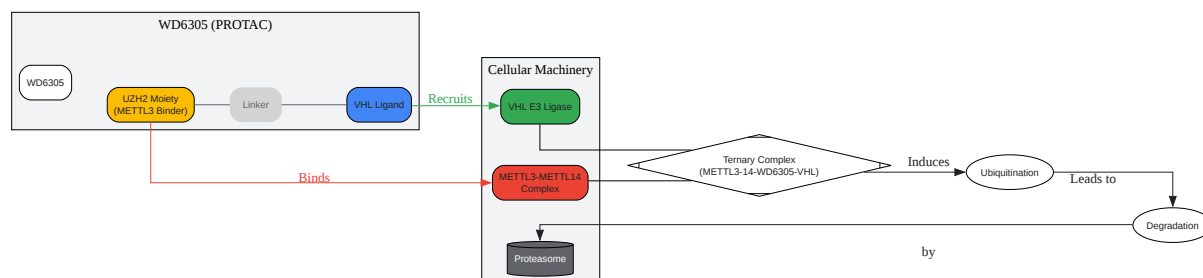 WD6305 (PROTAC)
WD6305
UZH2 Moiety
(METTL3 Binder)
Linker
VHL Ligand
Recruits
Binds
Cellular Machinery
VHL E3 Ligase
METTL3-METTL14
Complex
Proteasome
Ternary Complex
(METTL3-14-WD6305-VHL)
Induces
Ubiquitination
Leads to
Degradation
by